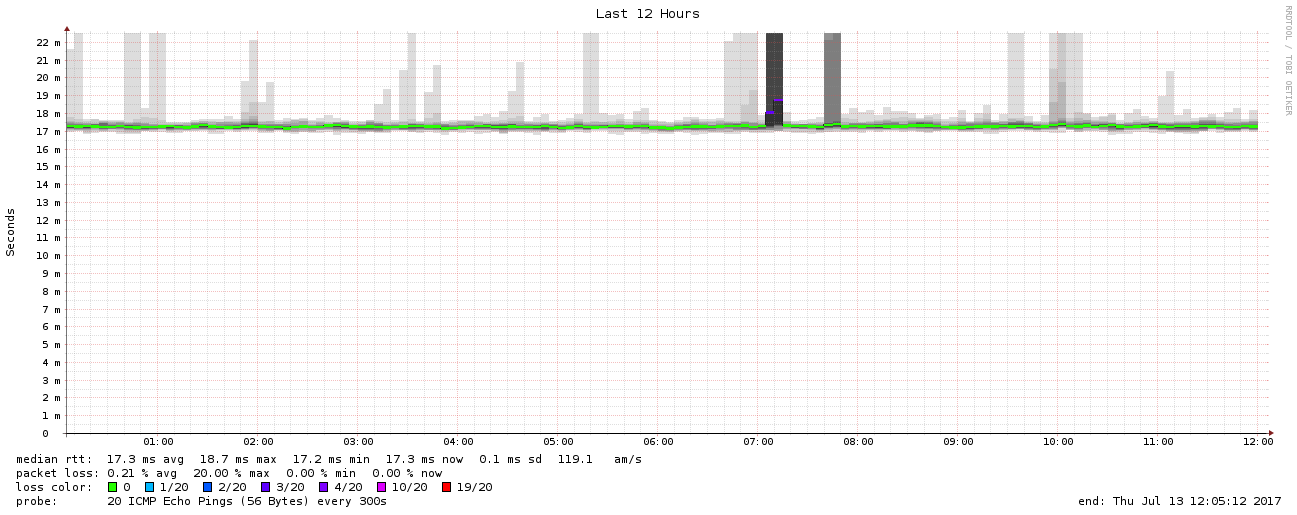 Last 12 Hours
RRDTOOL / TOBI OETIKER
Seconds
22 m
21 m
20 m
19 m
18 m
17 m
16 m
15 m
14 m
13 m
12 m
11 m
10 m
9 m
8 m
7 m
6 m
5 m
4 m
3 m
2 m
1 m
0
01:00 02:00 03:00 04:00 05:00 06:00 07:00 08:00 09:00 10:00 11:00 12:00
median rtt: 17.3 ms avg 18.7 ms max 17.2 ms min 17.3 ms now 0.1 ms sd 119.1 am/s
packet loss: 0.21 % avg 20.00 % max 0.00 % min 0.00 % now
loss color: 0 1/20 2/20 3/20 4/20 10/20 19/20
probe: 20 ICMP Echo Pings (56 Bytes) every 300s end: Thu Jul 13 12:05:12 2017